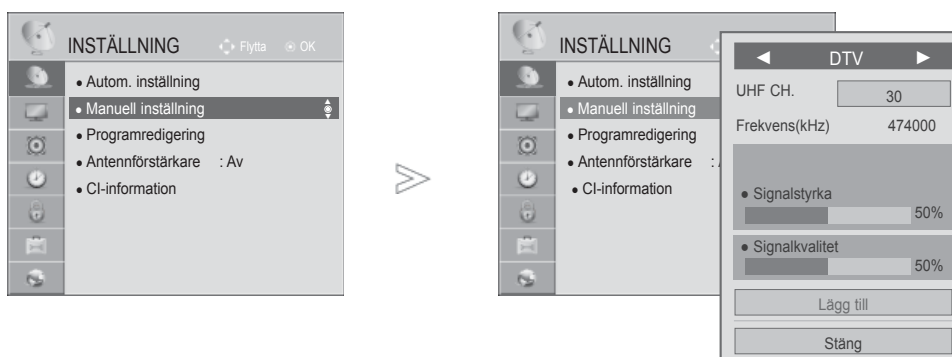 INSTÄLLNING Flytta OK
• Autom. inställning
• Manuell inställning
• Programredigering
• Antennförstärkare : Av
• CI-information
INSTÄLLNING
• Autom. inställning
• Manuell inställning
• Programredigering
• Antennförstärkare :
• CI-information
◄ DTV ►
UHF CH. 30
Frekvens(kHz) 474000
• Signalstyrka
50%
• Signalkvalitet
50%
Lägg till
Stäng